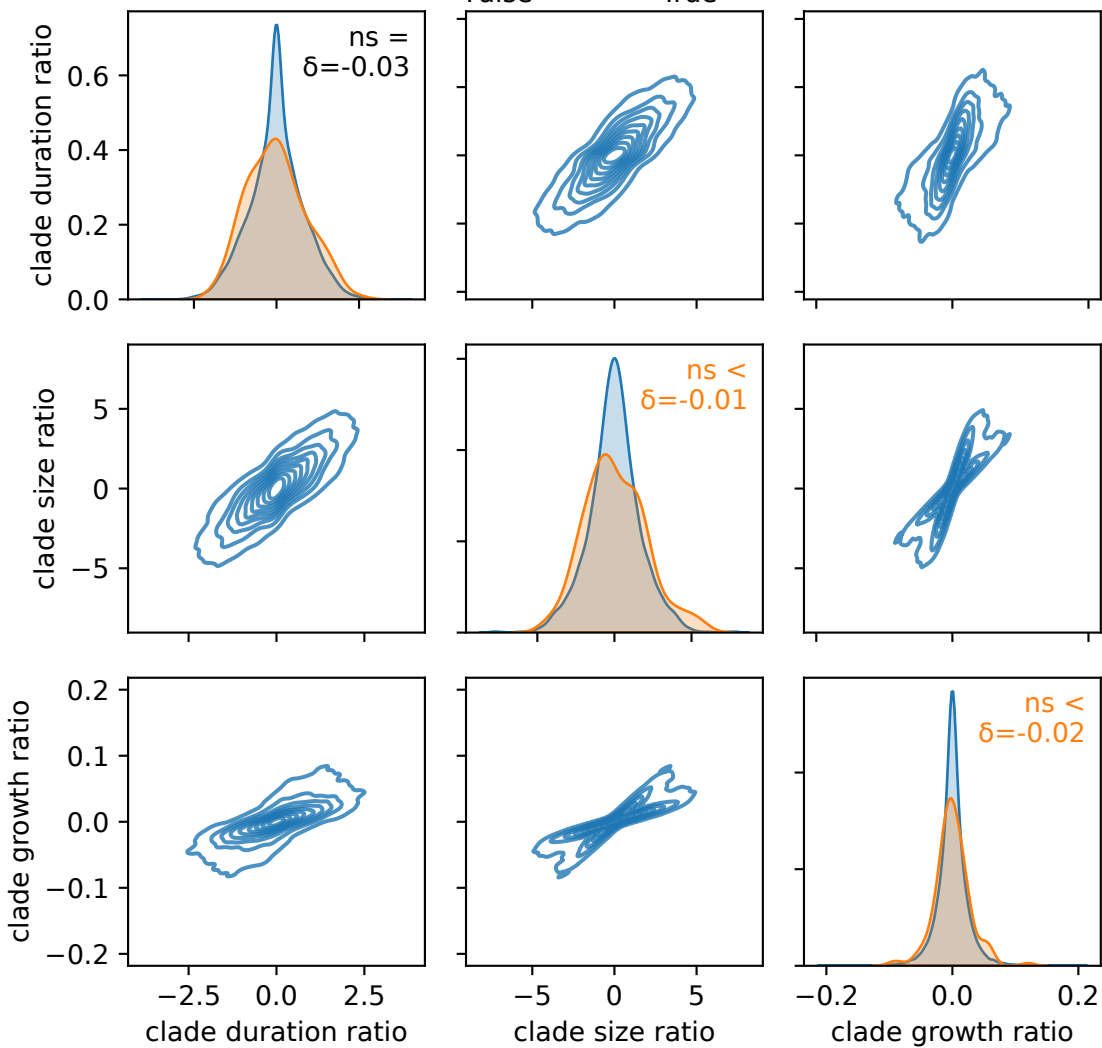 clade duration ratio
0.6
0.4
0.2
0.0
ns =
δ=-0.03
clade size ratio
5
0
−5
ns <
δ=-0.01
clade growth ratio
0.2
0.1
0.0
−0.1
−0.2
ns <
δ=-0.02
−2.5 0.0 2.5
−5 0 5
−0.2 0.0 0.2
clade duration ratio
clade size ratio
clade growth ratio